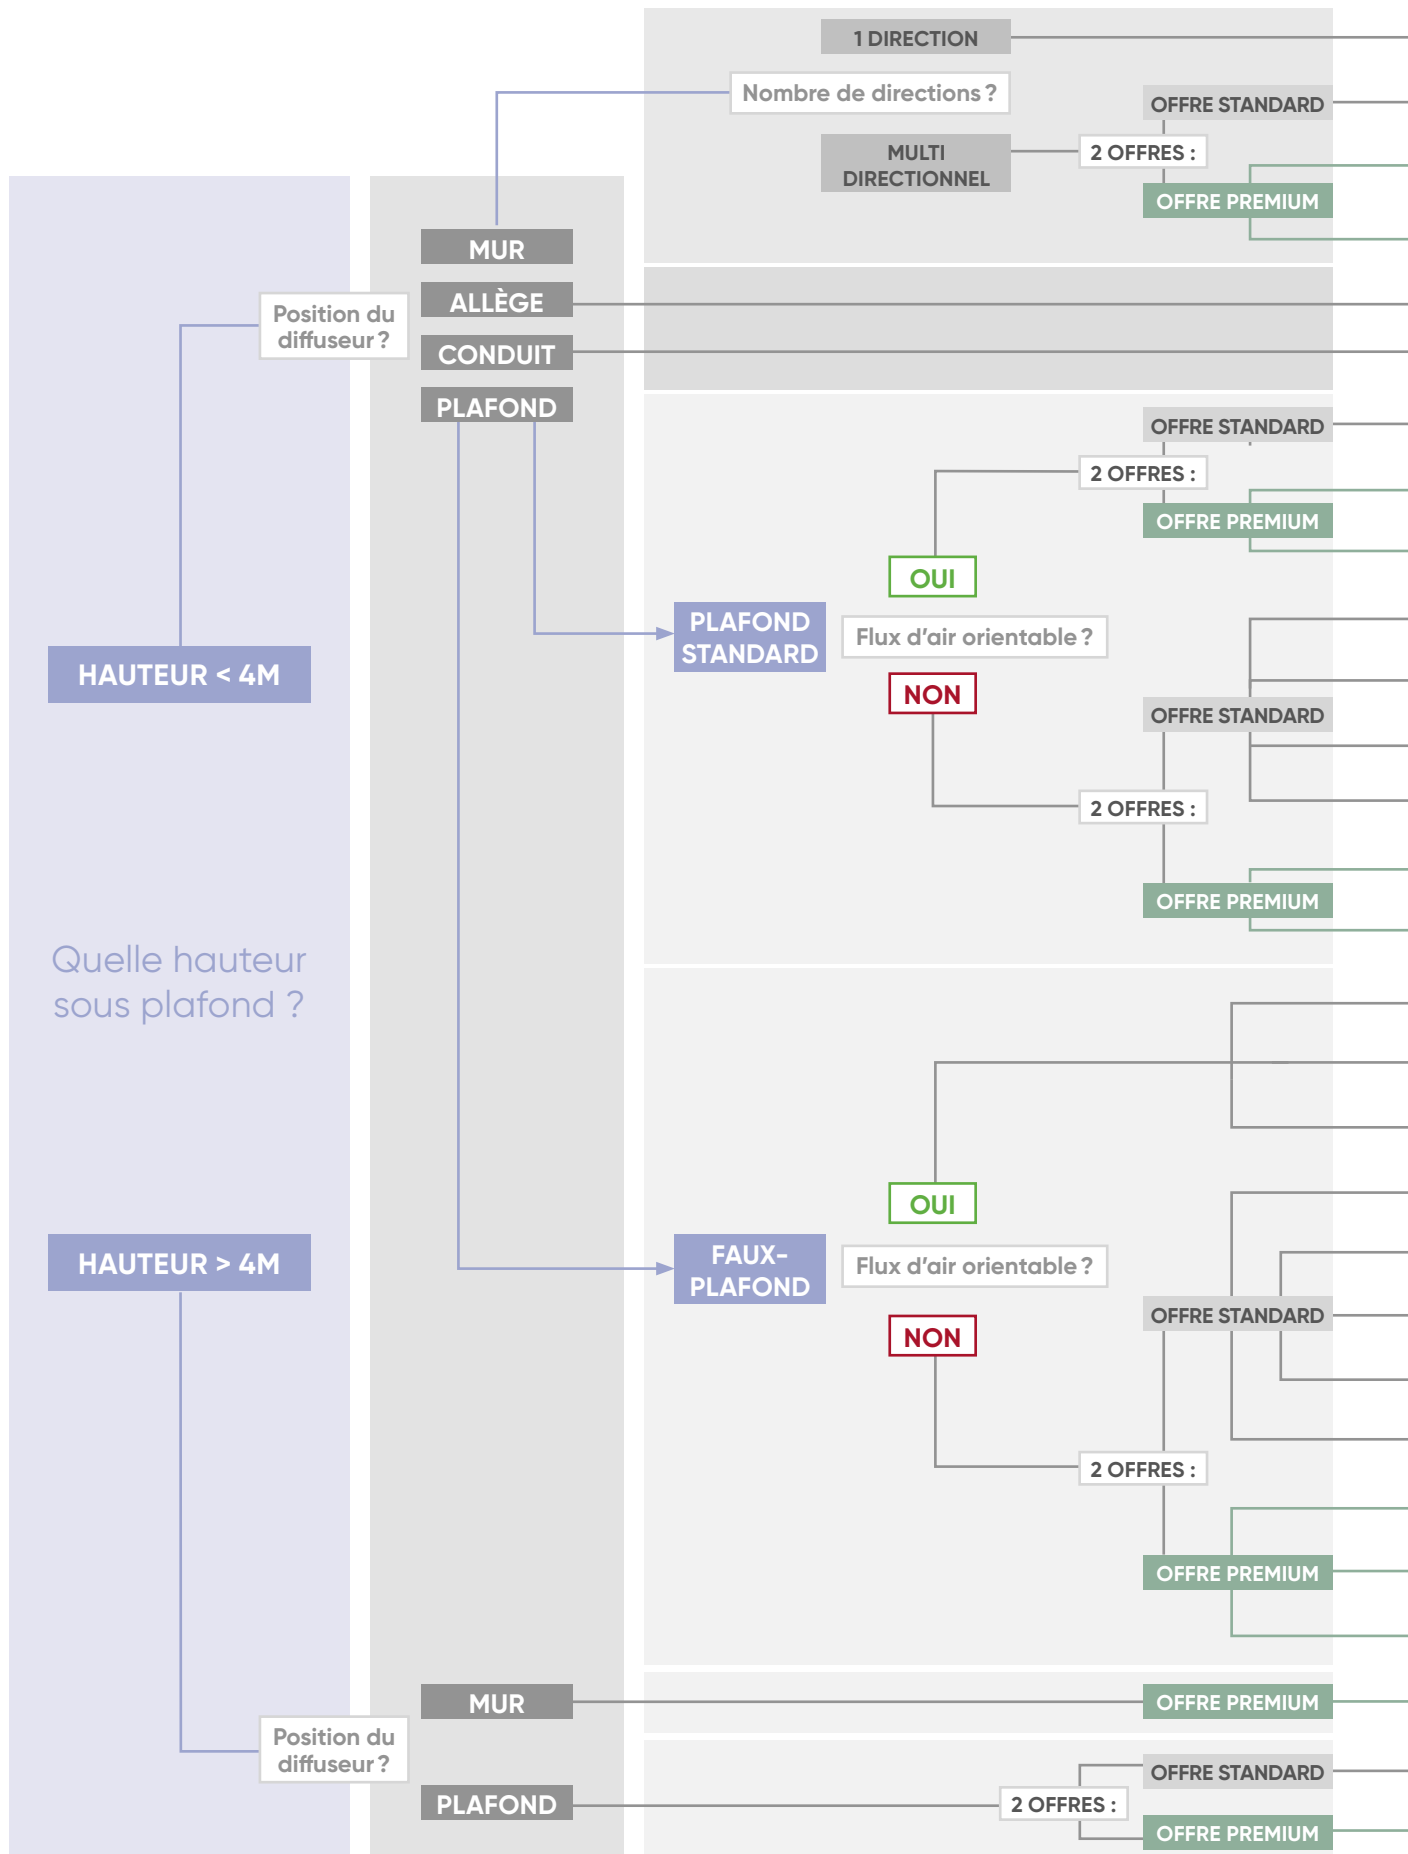 1 DIRECTION
Nombre de directions ?
OFFRE STANDARD
MULTI
DIRECTIONNEL
2 OFFRES :
OFFRE PREMIUM
MUR
ALLÈGE
Position du
diffuseur ?
CONDUIT
PLAFOND
OFFRE STANDARD
2 OFFRES :
OFFRE PREMIUM
OUI
PLAFOND
STANDARD
Flux d'air orientable ?
HAUTEUR < 4M
NON
OFFRE STANDARD
2 OFFRES :
OFFRE PREMIUM
Quelle hauteur
sous plafond ?
OUI
HAUTEUR > 4M
FAUX-
PLAFOND
Flux d'air orientable ?
OFFRE STANDARD
NON
2 OFFRES :
OFFRE PREMIUM
MUR
OFFRE PREMIUM
Position du
diffuseur ?
OFFRE STANDARD
PLAFOND
2 OFFRES :
OFFRE PREMIUM